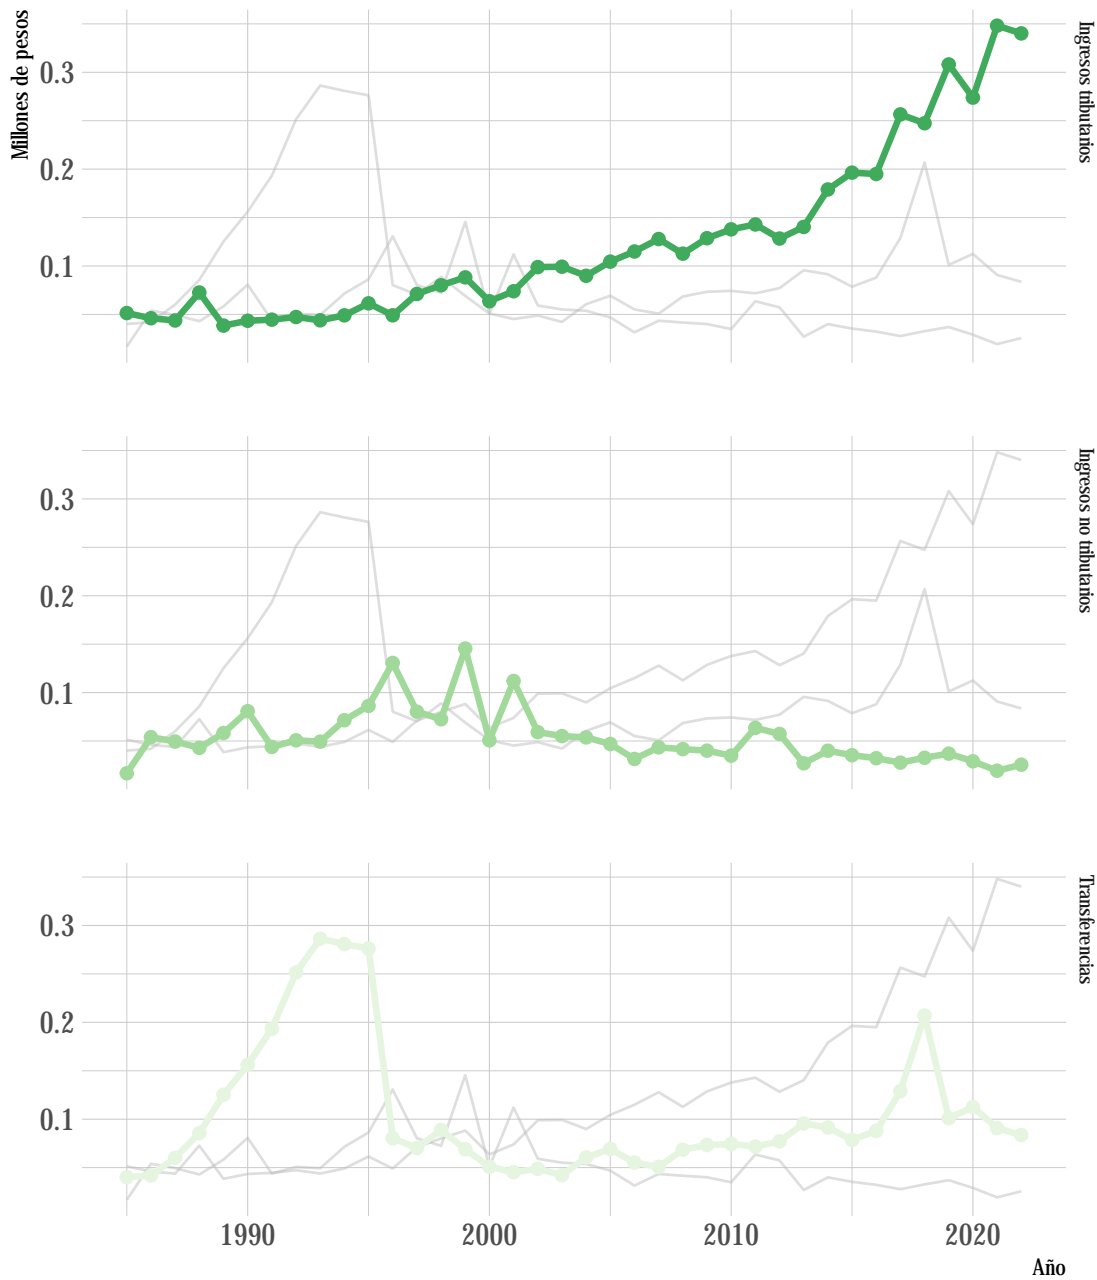 Millones de pesos
0.3
0.2
0.1
Ingresos tributarios
0.3
0.2
0.1
Ingresos no tributarios
0.3
0.2
0.1
Transferencias
1990 2000 2010 2020
Año